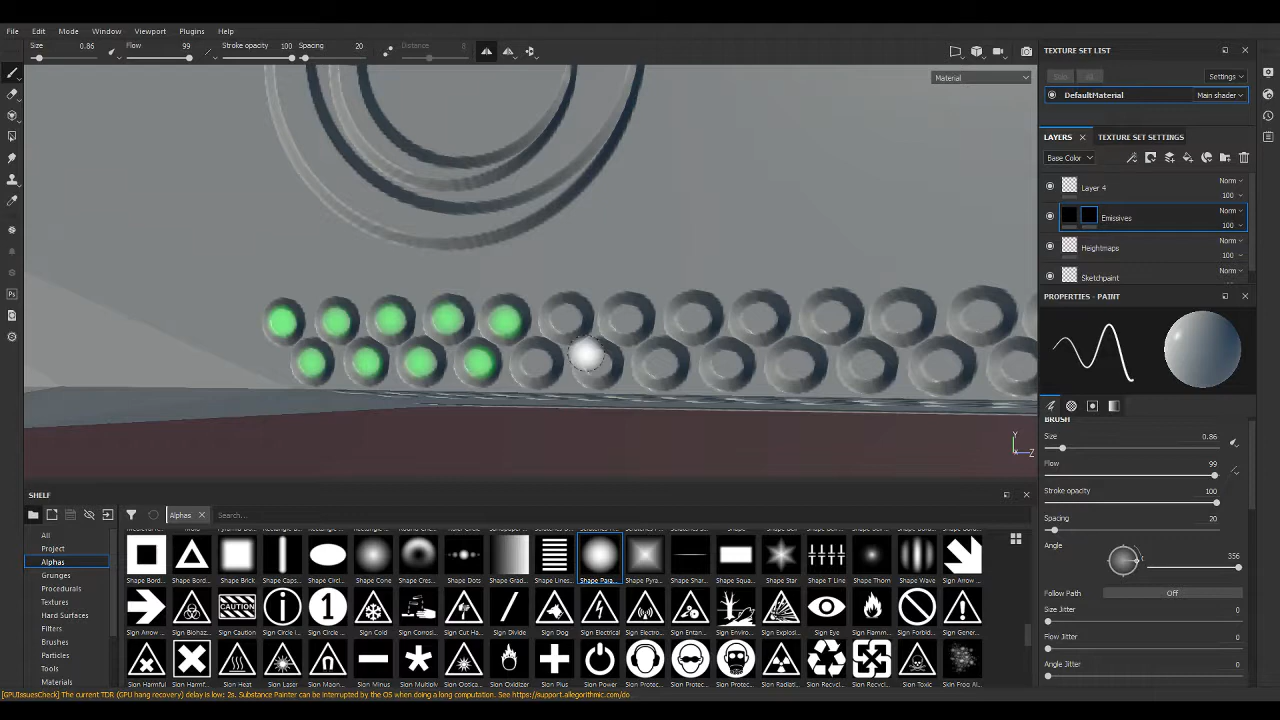 File Edit Mode Window Viewport Plugins Help
Size 0.86 Flow 99 Stroke opacity 100 Spacing 20 Distance 0
Material
TEXTURE SET LIST
Settings
DefaultMaterial Main shader
LAYERS TEXTURE SET SETTINGS
Base Color
Layer 4 Norm 100
Emissives Norm 100
Heightmaps Norm 100
Sketchpaint Norm
PROPERTIES - PAINT
BRUSH
Size 0.86
Flow 99
Stroke opacity 100
Spacing 20
Angle 356
Follow Path Off
Size Jitter 0
Flow Jitter 0
Angle Jitter 0
Y
Z
Ps
SHELF
Alphas Search...
All
Project
Alphas
Grunges
Procedurals
Textures
Hard Surfaces
Filters
Brushes
Particles
Tools
Materials
Shape Bord... Shape Bord... Shape Brick Shape Caps... Shape Circl... Shape Cone Shape Cres... Shape Dots Shape Grad... Shape Lines... Shape Para... Shape Pyra... Shape Squa... Shape Star Shape T Line Shape Thorn Shape Wave Sign Arrow ...
CAUTION 1
Sign Arrow ... Sign Biohaz... Sign Caution Sign Circle I... Sign Circle ... Sign Cold Sign Corrosi... Sign Cut Ha... Sign Divide Sign Dog Sign Electrical Sign Electro... Sign Entan... Sign Enviro... Sign Explosi... Sign Eye Sign Flamm... Sign Forbid... Sign Gener...
Sign Harmf... Sign Harmf... Sign Heat Sign Laser Sign Magn... Sign Minus Sign Multiply Sign Optica... Sign Oxidizer Sign Plus Sign Power Sign Protec... Sign Protec... Sign Protec... Sign Radiati... Sign Recycl... Sign Recycl... Sign Toxic Skin Frog Al...
[GPUIssuesCheck] The current TDR (GPU hang recovery) delay is low: 2s. Substance Painter can be interrupted by the OS when doing a long computation. See https://support.allegorithmic.com/do